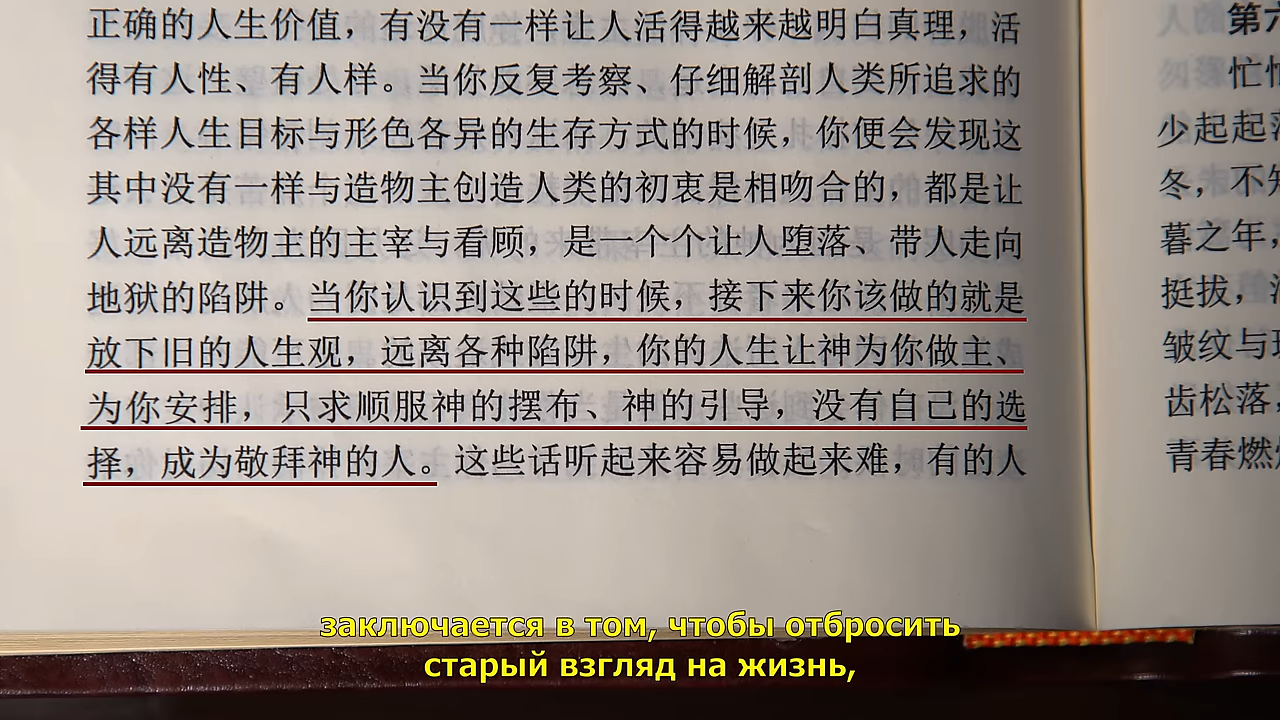 正确的人生价值，有没有一样让人活得越来越明白真理，活
得有人性、有人样。当你反复考察、仔细解剖人类所追求的
各样人生目标与形色各异的生存方式的时候，你便会发现这
其中没有一样与造物主创造人类的初衷是相吻合的，都是让
人远离造物主的主宰与看顾，是一个个让人堕落、带人走向
地狱的陷阱。当你认识到这些的时候，接下来你该做的就是
放下旧的人生观，远离各种陷阱，你的人生让神为你做主、
为你安排，只求顺服神的摆布、神的引导，没有自己的选
择，成为敬拜神的人。这些话听起来容易做起来难，有的人
第六
忙忙
少起起落
冬，不知
暮之年，
挺拔，
皱纹与
齿松落，
青春燃
заключается в том, чтобы отбросить
старый взгляд на жизнь,